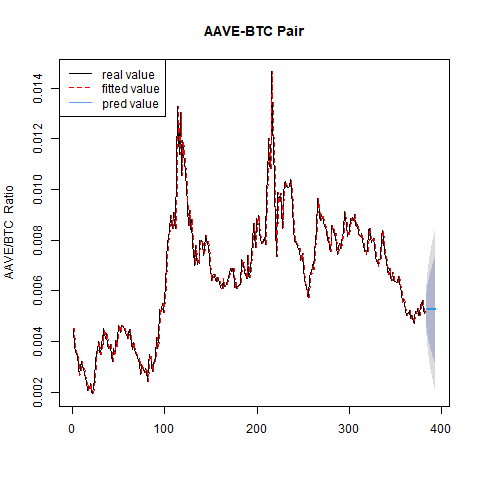 AAVE-BTC Pair
real value
fitted value
pred value
AAVE/BTC Ratio
0.014
0.012
0.010
0.008
0.006
0.004
0.002
0 100 200 300 400